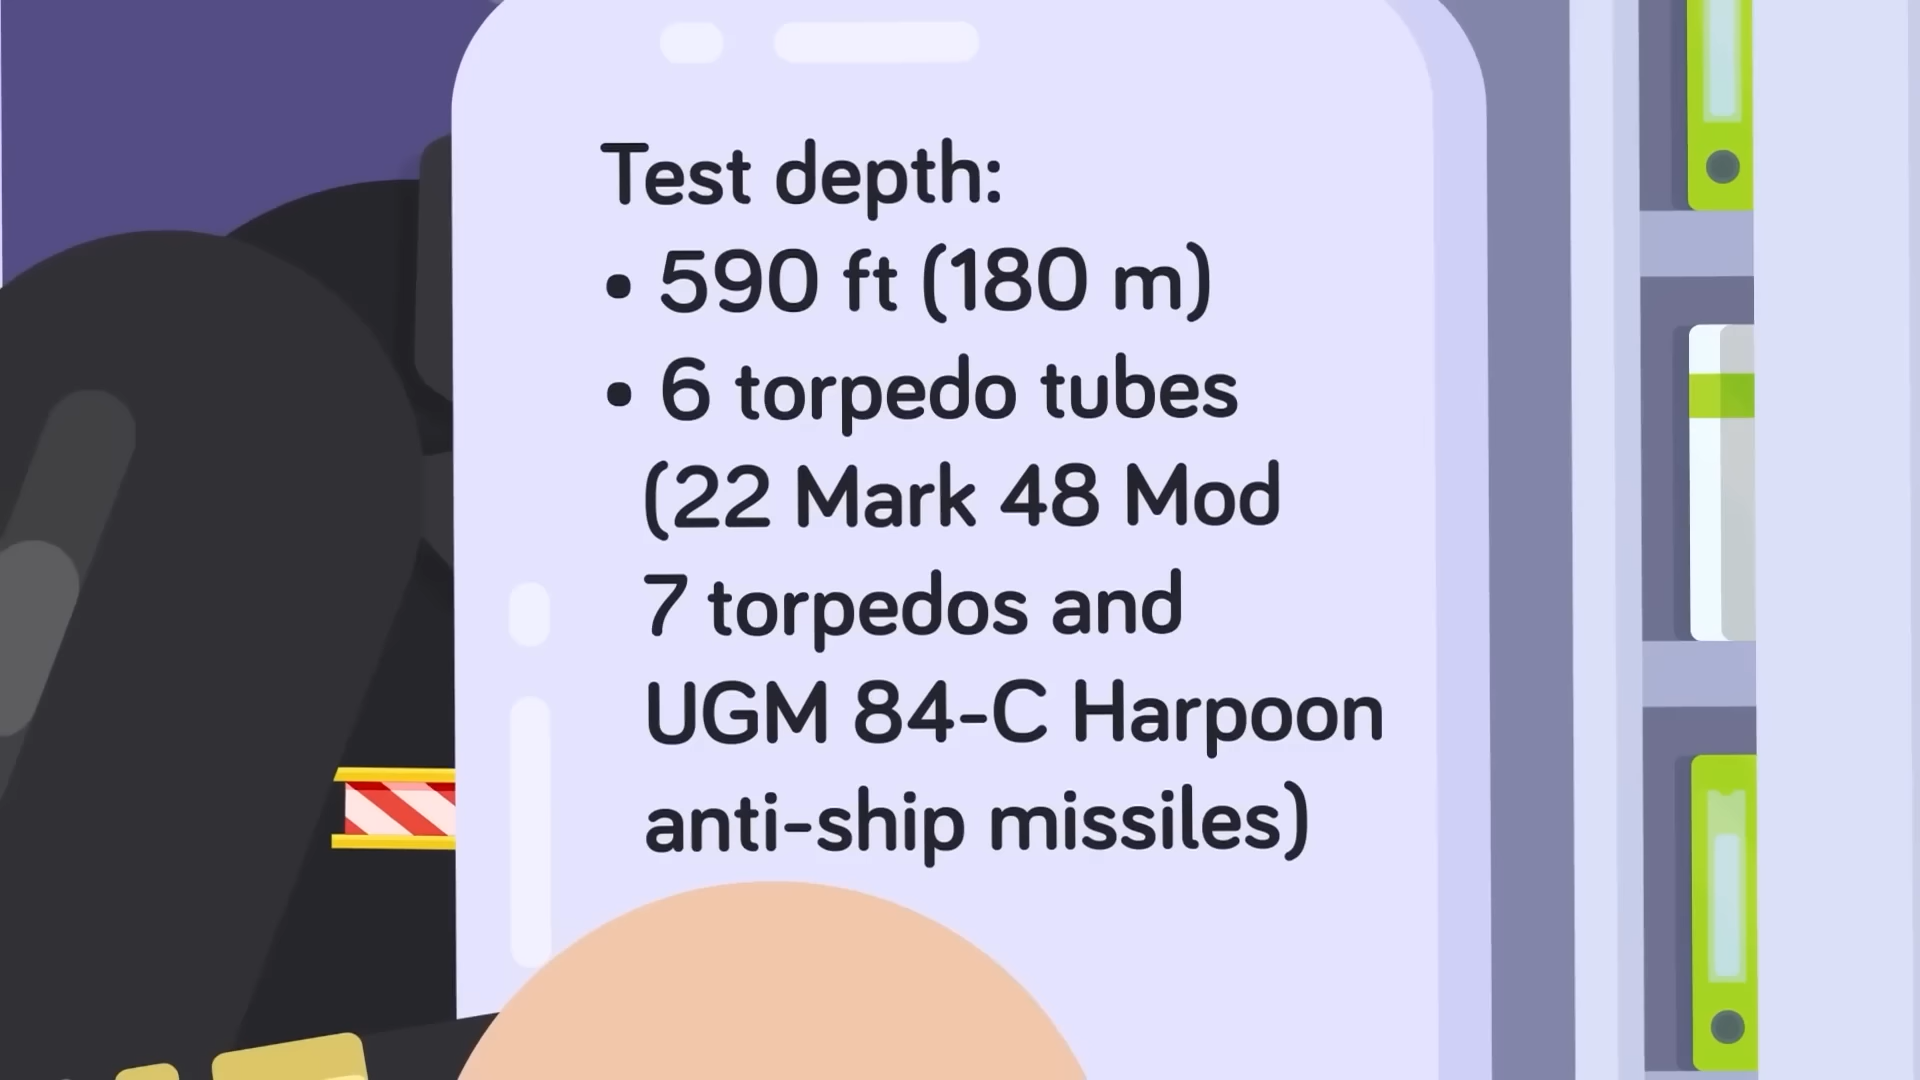 Test depth:
• 590 ft (180 m)
• 6 torpedo tubes
(22 Mark 48 Mod
7 torpedos and
UGM 84-C Harpoon
anti-ship missiles)